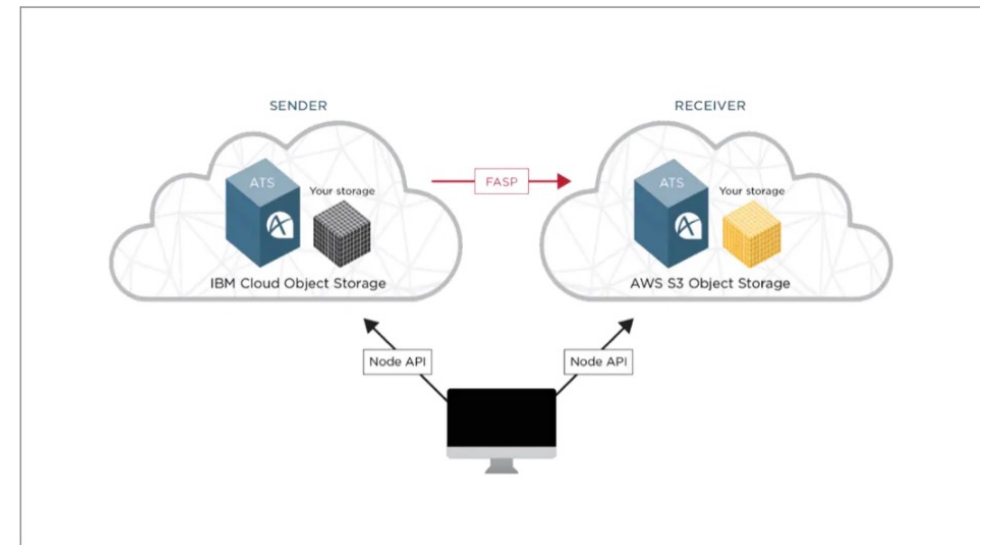 SENDER
RECEIVER
ATS
Your storage
IBM Cloud Object Storage
FASP
ATS
Your storage
AWS S3 Object Storage
Node API
Node API